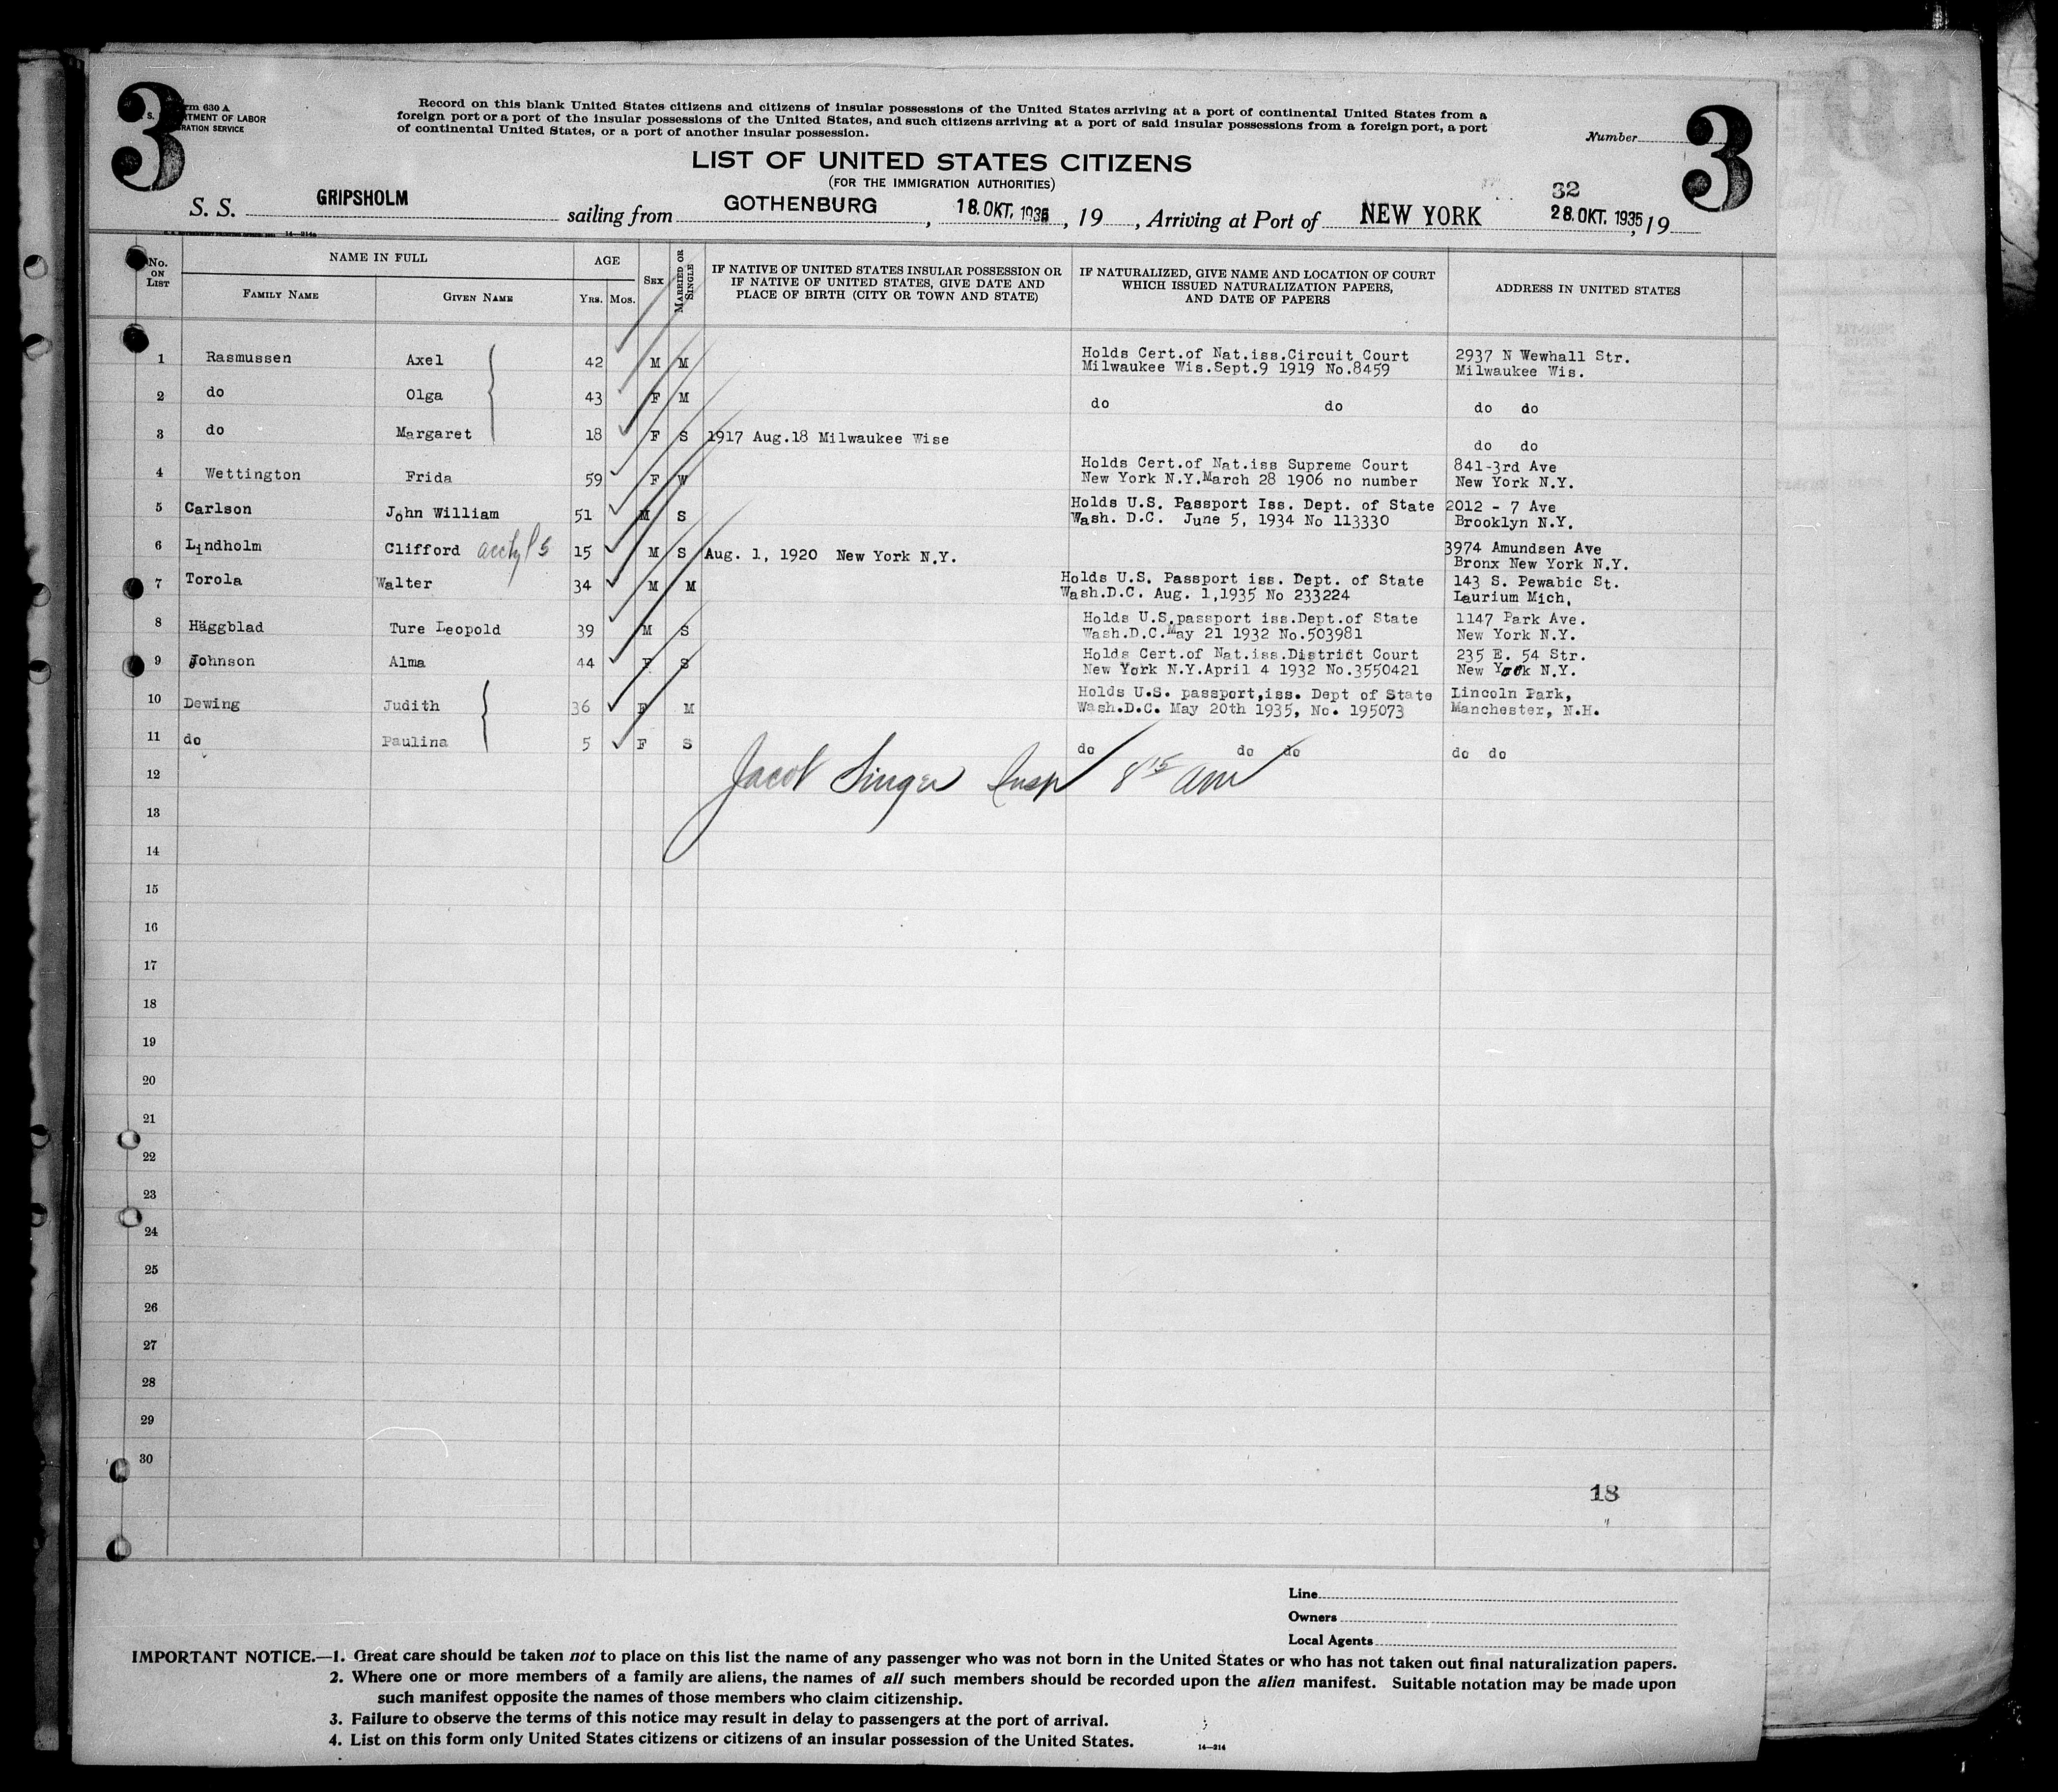 3
rm 630 A
S. RTMENT OF LABOR
RATION SERVICE
Record on this blank United States citizens and citizens of insular possessions of the United States arriving at a port of continental United States from a
foreign port or a port of the insular possessions of the United States, and such citizens arriving at a port of said insular possessions from a foreign port, a port
of continental United States, or a port of another insular possession.
Number
3
LIST OF UNITED STATES CITIZENS
(FOR THE IMMIGRATION AUTHORITIES)
32
S. S. GRIPSHOLM sailing from GOTHENBURG, 18. OKT. 1935, 19, Arriving at Port of NEW YORK 28. OKT. 1935, 19
No. ON LIST
NAME IN FULL
FAMILY NAME GIVEN NAME
AGE
YRS. MOS.
SEX
MARRIED OR SINGLE
IF NATIVE OF UNITED STATES INSULAR POSSESSION OR
IF NATIVE OF UNITED STATES, GIVE DATE AND
PLACE OF BIRTH (CITY OR TOWN AND STATE)
IF NATURALIZED, GIVE NAME AND LOCATION OF COURT
WHICH ISSUED NATURALIZATION PAPERS,
AND DATE OF PAPERS
ADDRESS IN UNITED STATES
1 Rasmussen Axel 42 M M Holds Cert.of Nat.iss.Circuit Court 2937 N Wewhall Str.
Milwaukee Wis.Sept.9 1919 No.8459 Milwaukee Wis.
2 do Olga 43 F M do do do do
3 do Margaret 18 F S 1917 Aug.18 Milwaukee Wise do do
4 Wettington Frida 59 F W Holds Cert.of Nat.iss Supreme Court 841-3rd Ave
New York N.Y.March 28 1906 no number New York N.Y.
5 Carlson John William 51 M S Holds U.S. Passport Iss. Dept. of State 2012 - 7 Ave
Wash. D.C. June 5, 1934 No 113330 Brooklyn N.Y.
6 Lindholm Clifford 15 M S Aug. 1, 1920 New York N.Y. 3974 Amundsen Ave
Bronx New York N.Y.
7 Torola Walter 34 M M Holds U.S. Passport iss. Dept. of State 143 S. Pewabic St.
Wash.D.C. Aug. 1,1935 No 233224 Laurium Mich,
8 Häggblad Ture Leopold 39 M S Holds U.S.passport iss.Dept.of State 1147 Park Ave.
Wash.D.C.May 21 1932 No.503981 New York N.Y.
9 Johnson Alma 44 F S Holds Cert.of Nat.iss.District Court 235 E. 54 Str.
New York N.Y.April 4 1932 No.3550421 New York N.Y.
10 Dewing Judith 36 F M Holds U.S. passport,iss. Dept of State Lincoln Park,
Wash.D.C. May 20th 1935, No. 195073 Manchester, N.H.
11 do Paulina 5 F S do do do do do
12 Jacob Singer Insp 8 15 am
13
14
15
16
17
18
19
20
21
22
23
24
25
26
27
28
29
30
18
Line
Owners
Local Agents
IMPORTANT NOTICE.—1. Great care should be taken not to place on this list the name of any passenger who was not born in the United States or who has not taken out final naturalization papers.
2. Where one or more members of a family are aliens, the names of all such members should be recorded upon the alien manifest. Suitable notation may be made upon
such manifest opposite the names of those members who claim citizenship.
3. Failure to observe the terms of this notice may result in delay to passengers at the port of arrival.
4. List on this form only United States citizens or citizens of an insular possession of the United States.
14—214